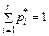 ∑_{i=1}^{r} p_i^* = 1